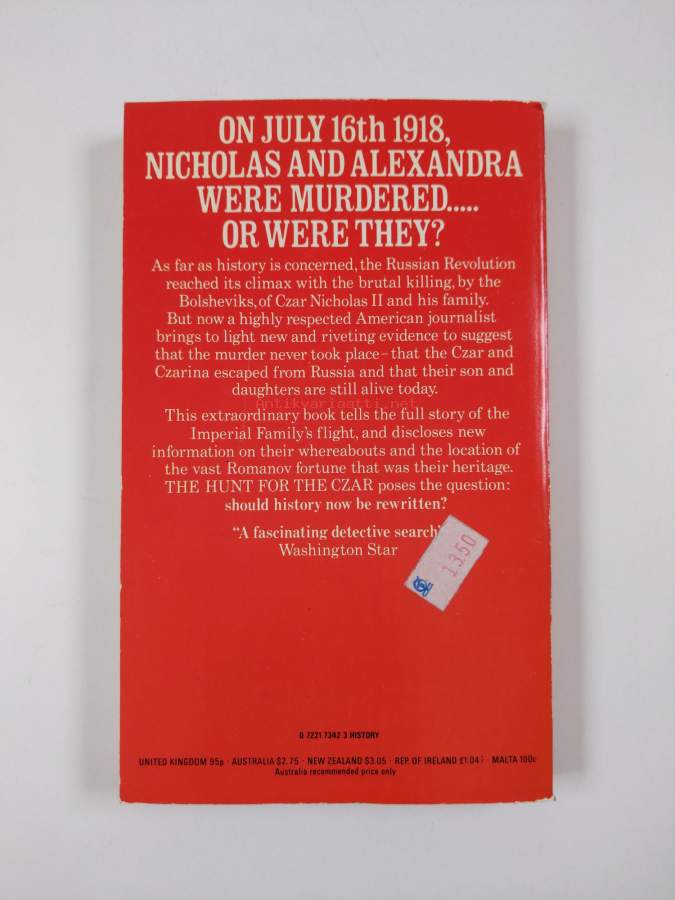 ON JULY 16th 1918,
NICHOLAS AND ALEXANDRA
WERE MURDERED.....
OR WERE THEY?
As far as history is concerned, the Russian Revolution
reached its climax with the brutal killing, by the
Bolsheviks, of Czar Nicholas II and his family.
But now a highly respected American journalist
brings to light new and riveting evidence to suggest
that the murder never took place–that the Czar and
Czarina escaped from Russia and that their son and
daughters are still alive today.
Antikvariaatti.net
This extraordinary book tells the full story of the
Imperial Family's flight, and discloses new
information on their whereabouts and the location of
the vast Romanov fortune that was their heritage.
THE HUNT FOR THE CZAR poses the question:
should history now be rewritten?
"A fascinating detective search"
Washington Star
13.50
0 7221 7342 3 HISTORY
UNITED KINGDOM 95p · AUSTRALIA $2.75 · NEW ZEALAND $3.05 · REP. OF IRELAND £1.04½ · MALTA 100c
Australia recommended price only